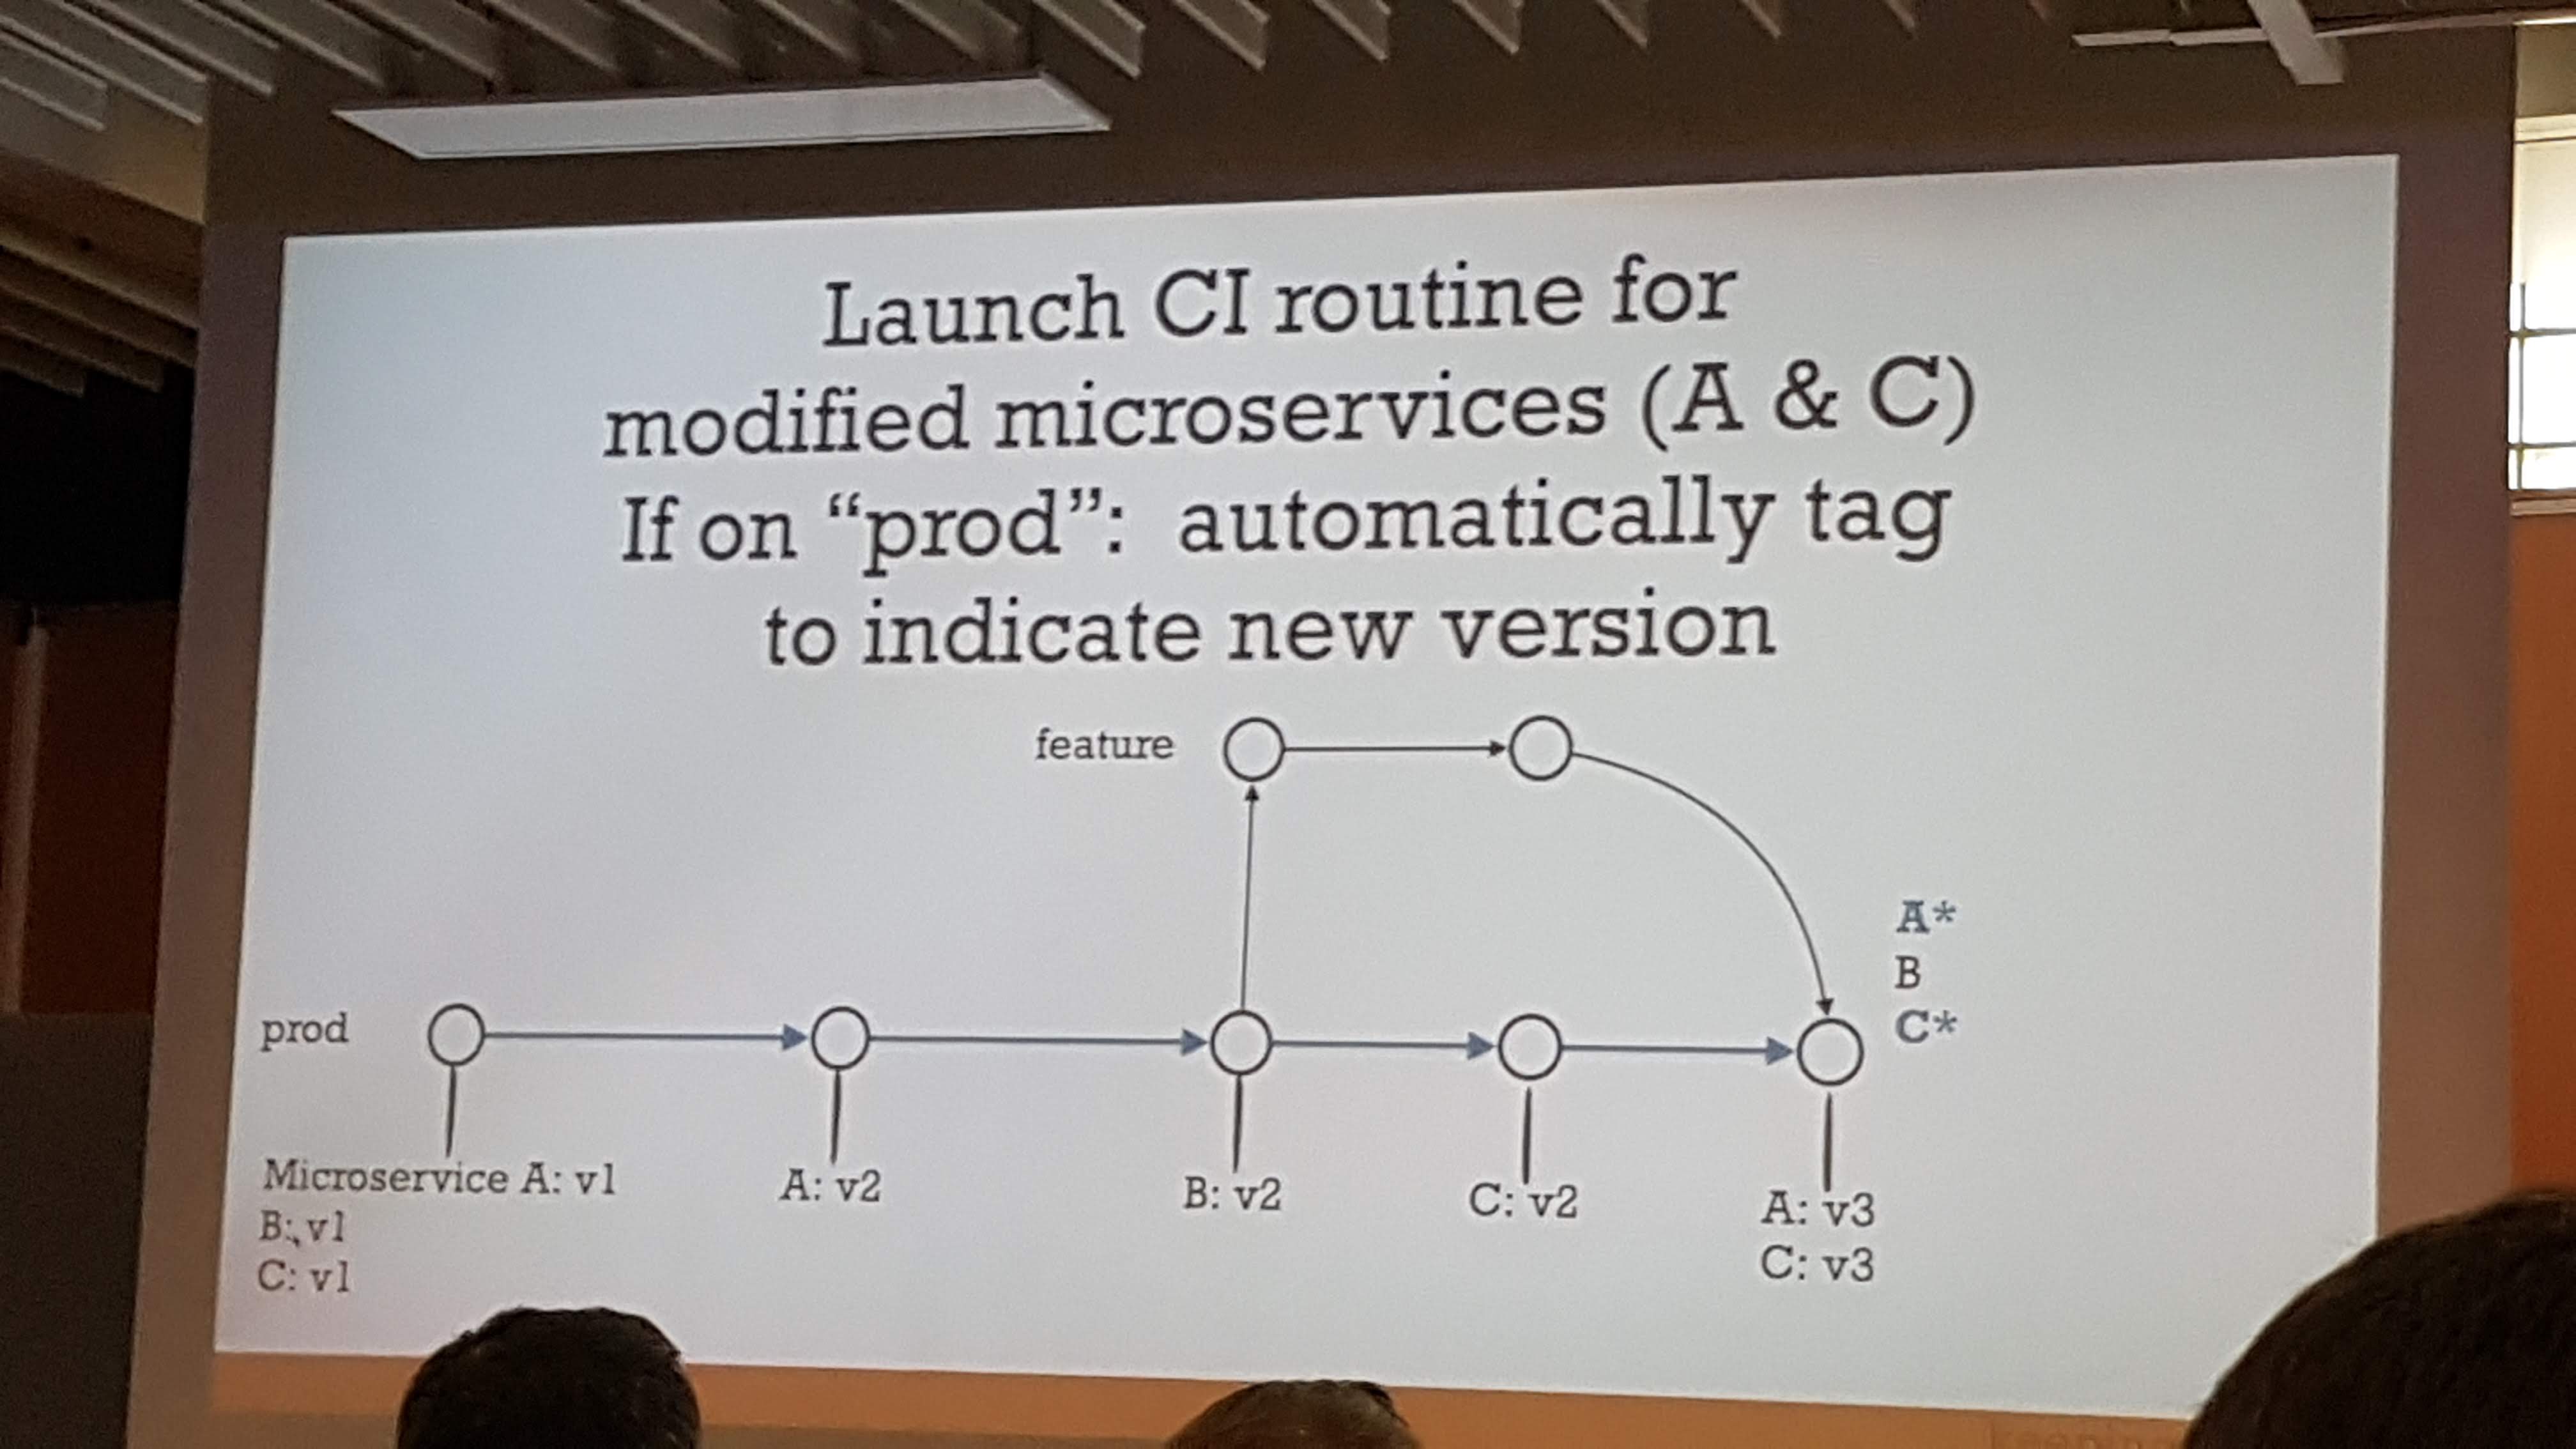 Launch CI routine for
modified microservices (A & C)
If on “prod”: automatically tag
to indicate new version
feature
A*
B
C*
prod
Microservice A: v1
B: v1
C: v1
A: v2
B: v2
C: v2
A: v3
C: v3